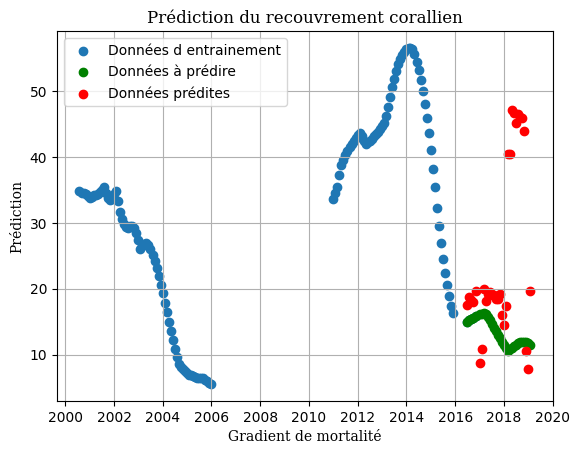 Prédiction du recouvrement corallien
Données d entrainement
Données à prédire
Données prédites
Prédiction
50
40
30
20
10
2000 2002 2004 2006 2008 2010 2012 2014 2016 2018 2020
Gradient de mortalité